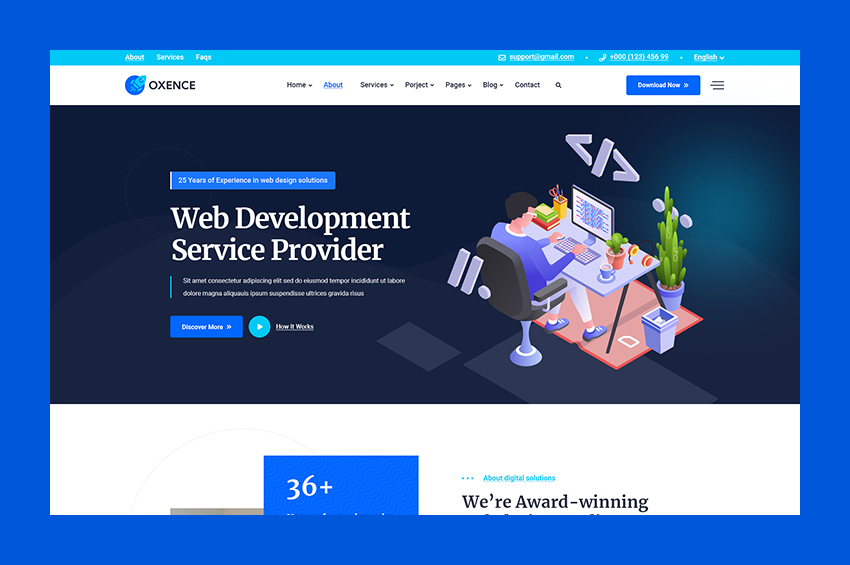 About Services Faqs support@gmail.com +000 (123) 456 99 English
OXENCE Home About Services Porject Pages Blog Contact Download Now
25 Years of Experience in web design solutions
Web Development
Service Provider
Sit amet consectetur adipiscing elit sed do eiusmod tempor incididunt ut labore
dolore magna aliquauis ipsum suspendisse ultrices gravida risus
Discover More How It Works
36+
About digital solutions
We're Award-winning